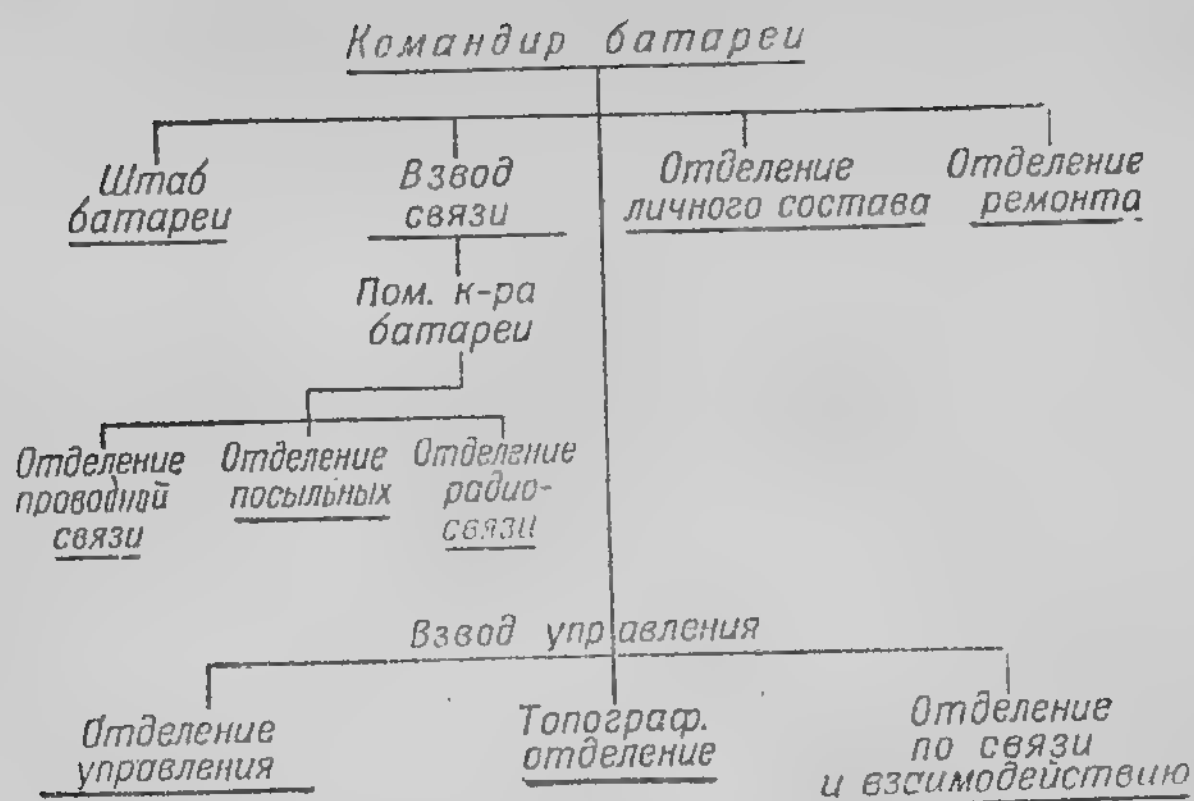 Командир батареи
Штаб
батареи
Взвод
связи
Отделение
личного состава
Отделение
ремонта
Пом. к-ра
батареи
Отделение
проводной
связи
Отделение
посыльных
Отделение
радио-
связи
Взвод управления
Отделение
управления
Топограф.
отделение
Отделение
по связи
и взаимодействию